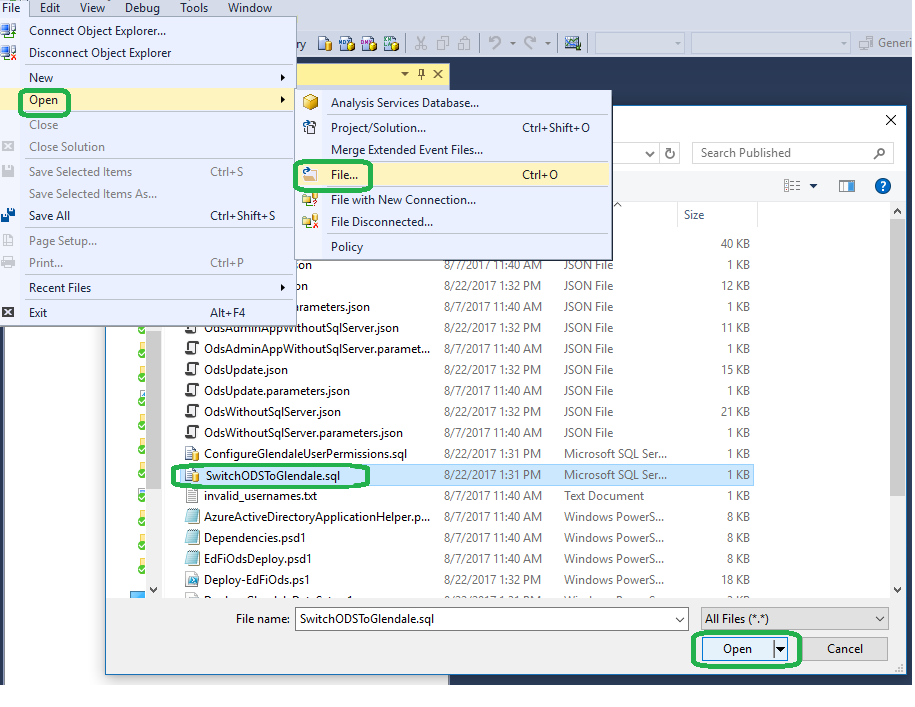 File Edit View Debug Tools Window
Connect Object Explorer...
Disconnect Object Explorer
New
Open
Close
Close Solution
Save Selected Items Ctrl+S
Save Selected Items As...
Save All Ctrl+Shift+S
Page Setup...
Print... Ctrl+P
Recent Files
Exit Alt+F4
Generi
Analysis Services Database...
Project/Solution... Ctrl+Shift+O
Merge Extended Event Files...
File... Ctrl+O
File with New Connection...
File Disconnected...
Policy
Search Published
Size
40 KB
8/7/2017 11:40 AM JSON File 1 KB
8/22/2017 1:32 PM JSON File 12 KB
parameters.json 8/7/2017 11:40 AM JSON File 1 KB
OdsAdminAppWithoutSqlServer.json 8/22/2017 1:32 PM JSON File 11 KB
OdsAdminAppWithoutSqlServer.paramet... 8/7/2017 11:40 AM JSON File 1 KB
OdsUpdate.json 8/22/2017 1:32 PM JSON File 15 KB
OdsUpdate.parameters.json 8/7/2017 11:40 AM JSON File 1 KB
OdsWithoutSqlServer.json 8/22/2017 1:32 PM JSON File 21 KB
OdsWithoutSqlServer.parameters.json 8/7/2017 11:40 AM JSON File 1 KB
ConfigureGlendaleUserPermissions.sql 8/22/2017 1:31 PM Microsoft SQL Ser... 1 KB
SwitchODSToGlendale.sql 8/22/2017 1:31 PM Microsoft SQL Ser... 1 KB
invalid_usernames.txt 8/7/2017 11:40 AM Text Document 1 KB
AzureActiveDirectoryApplicationHelper.p... 8/7/2017 11:40 AM Windows PowerS... 8 KB
Dependencies.psd1 8/7/2017 11:40 AM Windows PowerS... 8 KB
EdFiOdsDeploy.psd1 8/7/2017 11:40 AM Windows PowerS... 8 KB
Deploy-EdFiOds.ps1 8/22/2017 1:32 PM Windows PowerS... 18 KB
File name: SwitchODSToGlendale.sql All Files (*.*)
Open Cancel